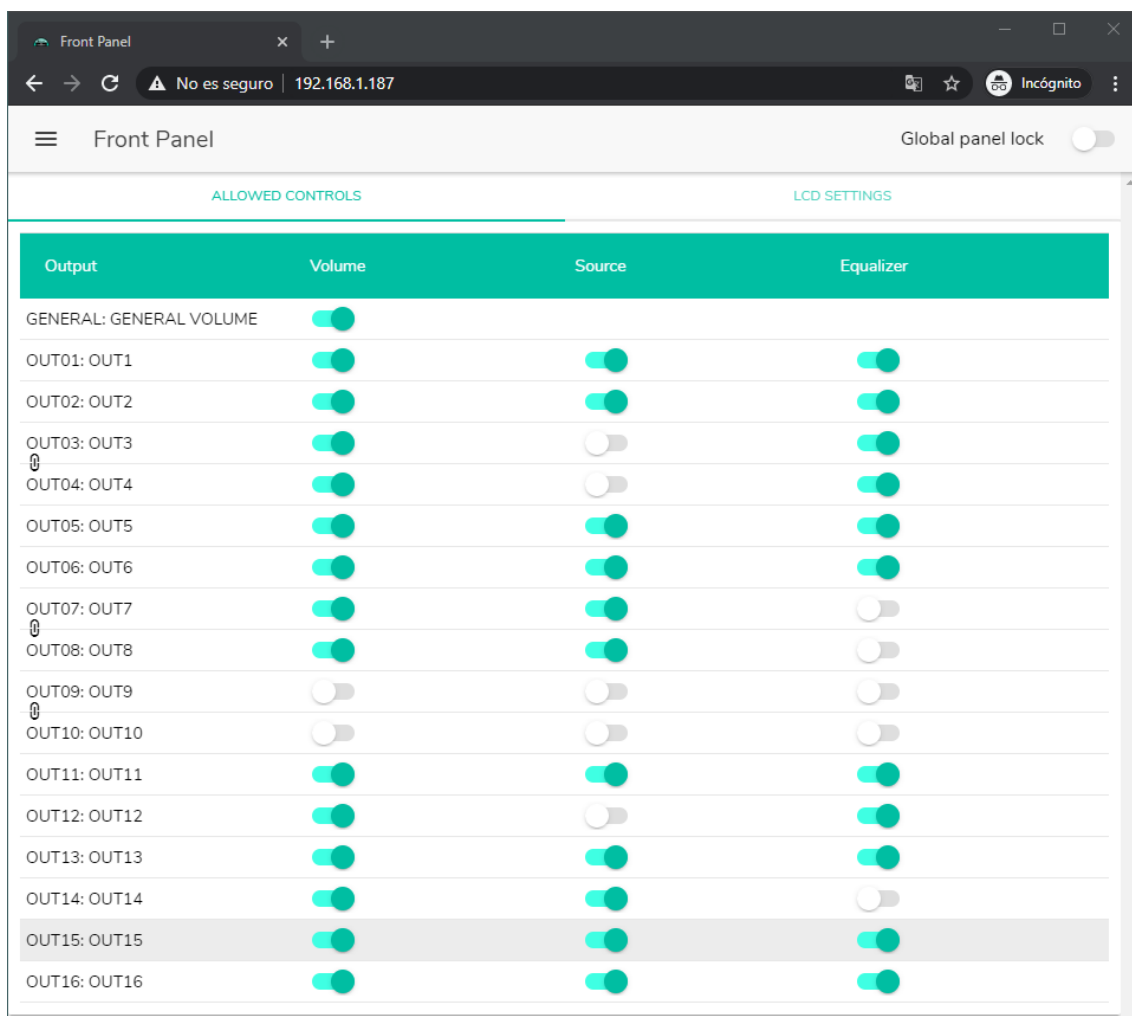 Front Panel
No es seguro | 192.168.1.187
Incógnito
Front Panel
Global panel lock
ALLOWED CONTROLS
LCD SETTINGS
Output Volume Source Equalizer
GENERAL: GENERAL VOLUME
OUT01: OUT1
OUT02: OUT2
OUT03: OUT3
OUT04: OUT4
OUT05: OUT5
OUT06: OUT6
OUT07: OUT7
OUT08: OUT8
OUT09: OUT9
OUT10: OUT10
OUT11: OUT11
OUT12: OUT12
OUT13: OUT13
OUT14: OUT14
OUT15: OUT15
OUT16: OUT16